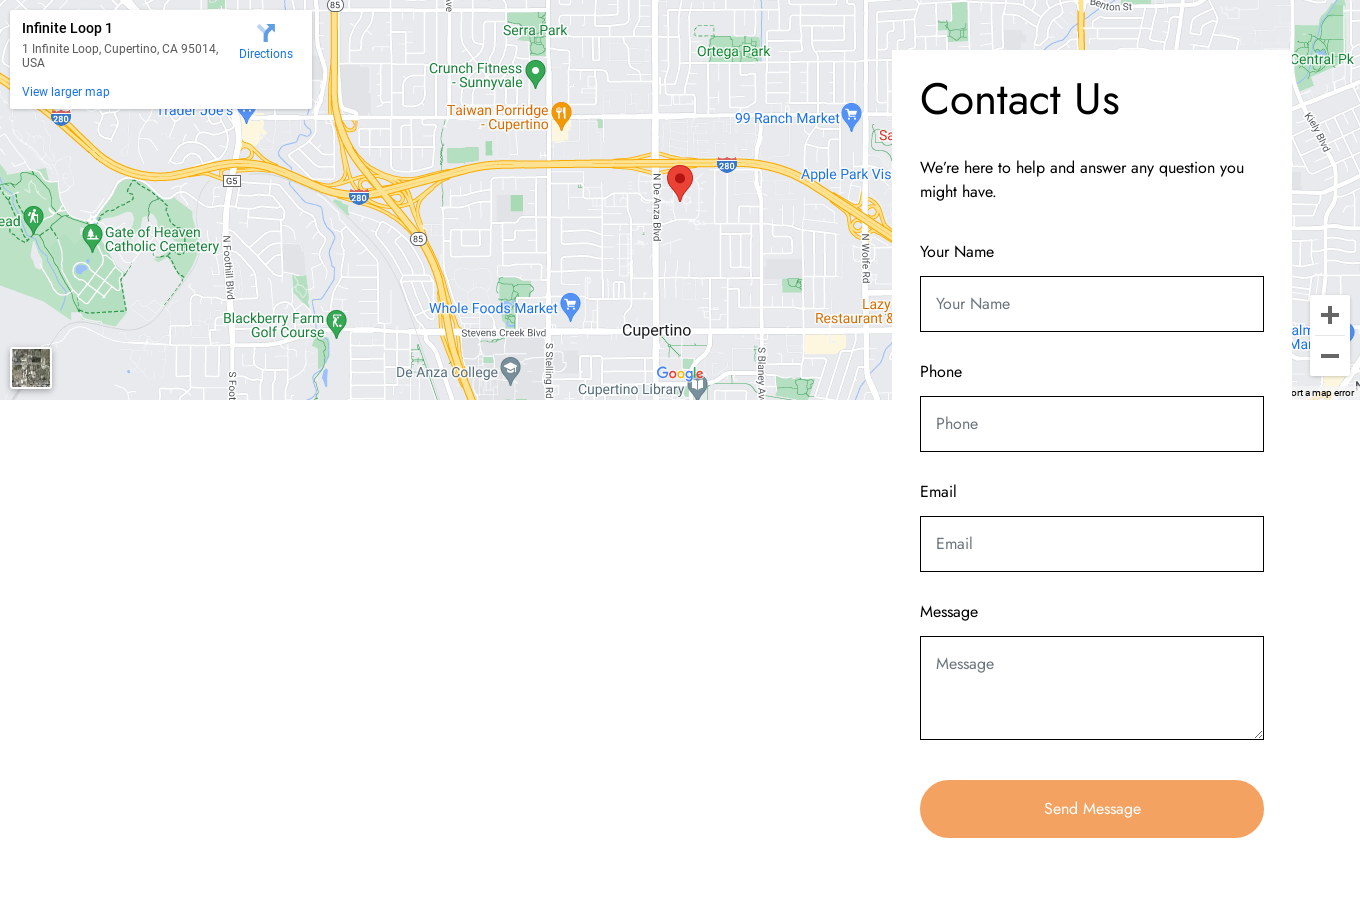 Infinite Loop 1
1 Infinite Loop, Cupertino, CA 95014,
USA
Directions
View larger map
85
Serra Park
Ortega Park
Benton St
Central Pk
Crunch Fitness
- Sunnyvale
Taiwan Porridge
- Cupertino
99 Ranch Market
Trader Joe's
280
280
280
G5
85
Kiely Blvd
Apple Park Vis
N De Anza Blvd
Gate of Heaven
Catholic Cemetery
N Foothill Blvd
N Wolfe Rd
Whole Foods Market
Blackberry Farm
Golf Course
Stevens Creek Blvd
Cupertino
Lazy
Restaurant &
De Anza College
S Stelling Rd
S Blaney Av
S Foot
Cupertino Library
Google
ort a map error
Contact Us
We're here to help and answer any question you
might have.
Your Name
Your Name
Phone
Phone
Email
Email
Message
Message
Send Message